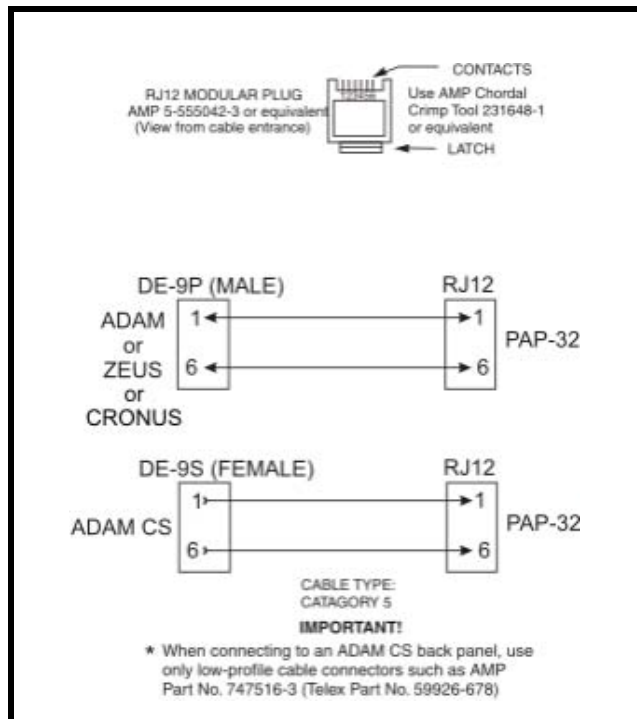 CONTACTS
RJ12 MODULAR PLUG
AMP 5-555042-3 or equivalent
(View from cable entrance)
123456
Use AMP Chordal
Crimp Tool 231648-1
or equivalent
LATCH
DE-9P (MALE)
RJ12
ADAM
or
ZEUS
or
CRONUS
1
1
6
6
PAP-32
DE-9S (FEMALE)
RJ12
ADAM CS
1
1
6
6
PAP-32
CABLE TYPE:
CATAGORY 5
IMPORTANT!
* When connecting to an ADAM CS back panel, use
only low-profile cable connectors such as AMP
Part No. 747516-3 (Telex Part No. 59926-678)